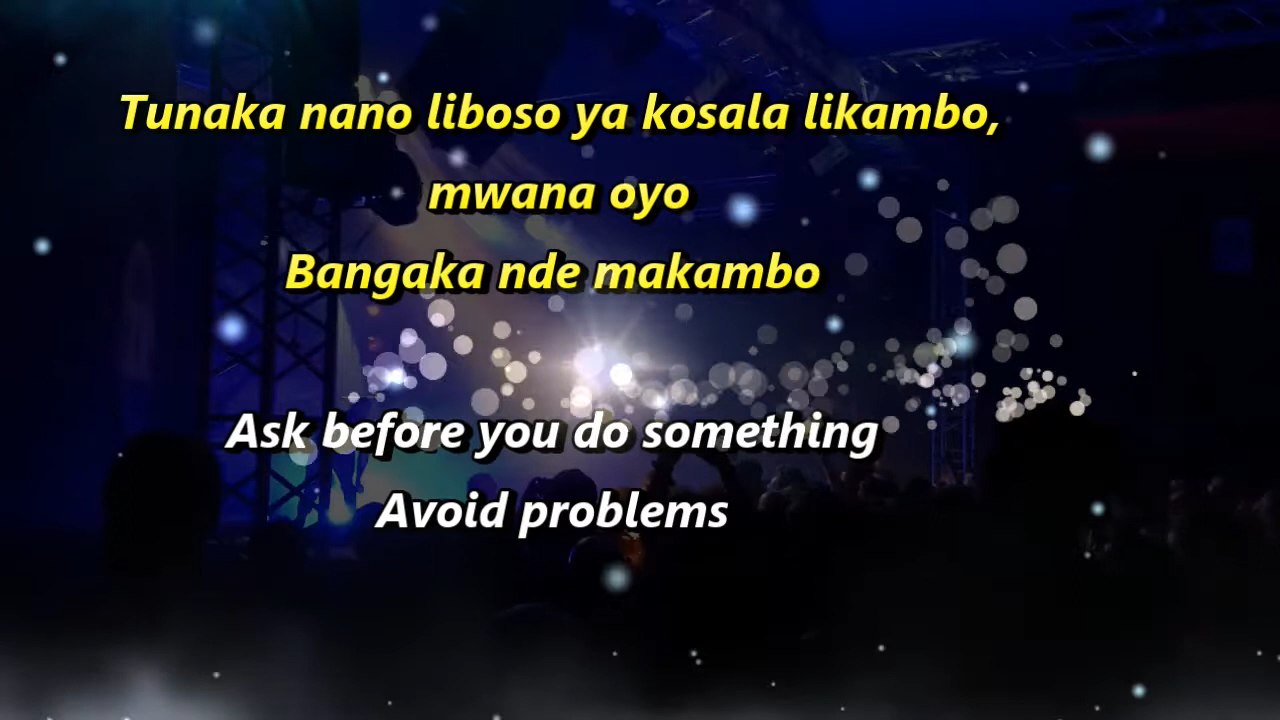 Tunaka nano liboso ya kosala likambo,
mwana oyo
Bangaka nde makambo
Ask before you do something
Avoid problems